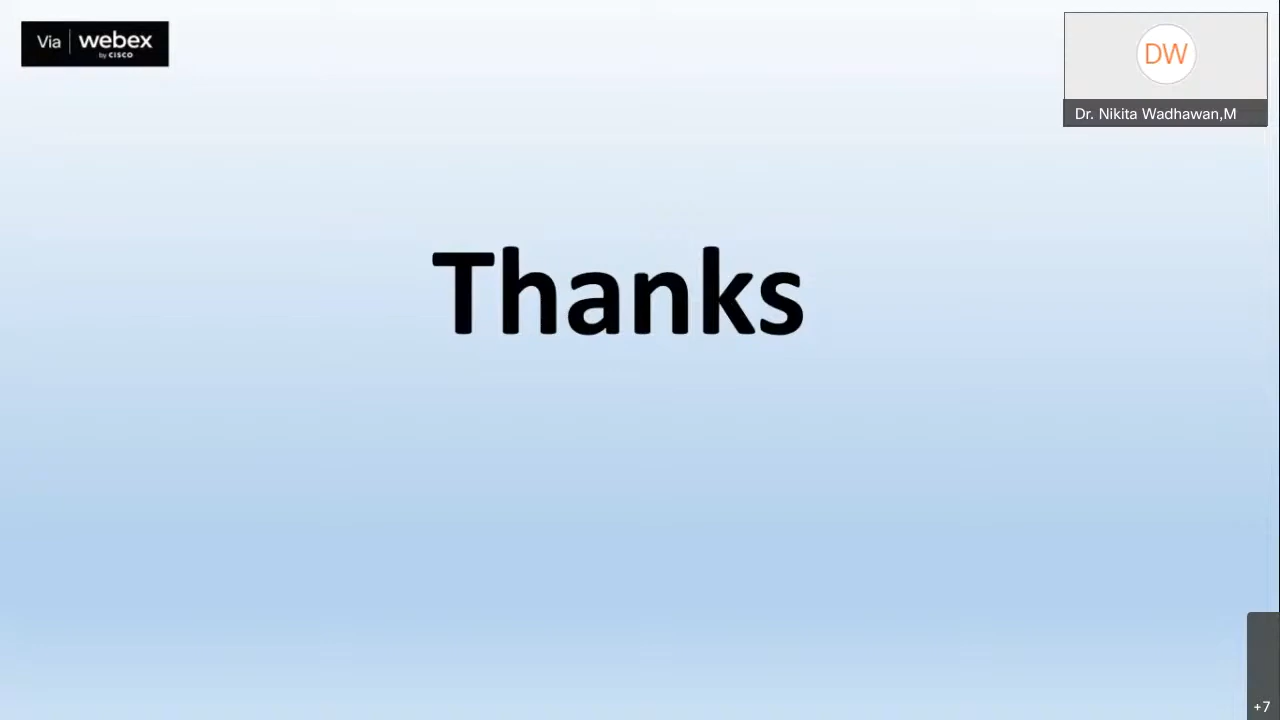 Via | webex
by CISCO
DW
Dr. Nikita Wadhawan,M
Thanks
+7